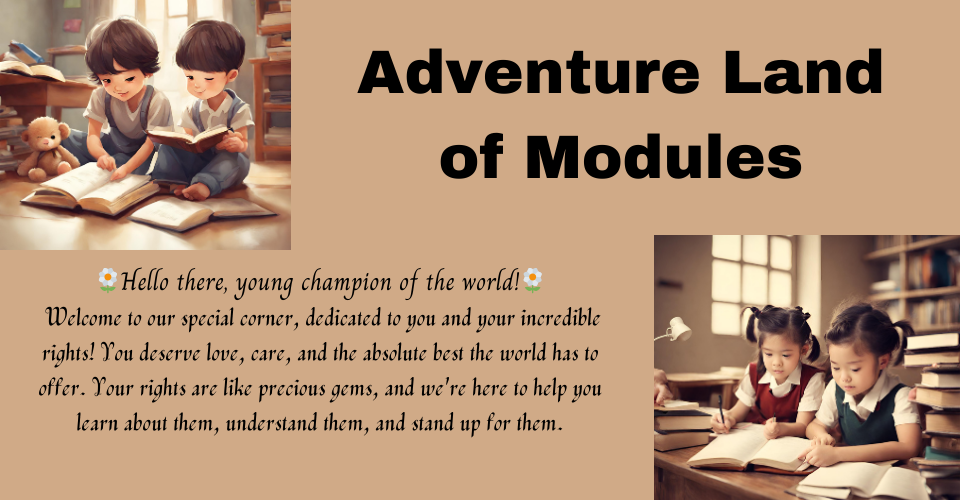 Adventure Land
of Modules
🌼Hello there, young champion of the world!🌼
Welcome to our special corner, dedicated to you and your incredible
rights! You deserve love, care, and the absolute best the world has to
offer. Your rights are like precious gems, and we're here to help you
learn about them, understand them, and stand up for them.